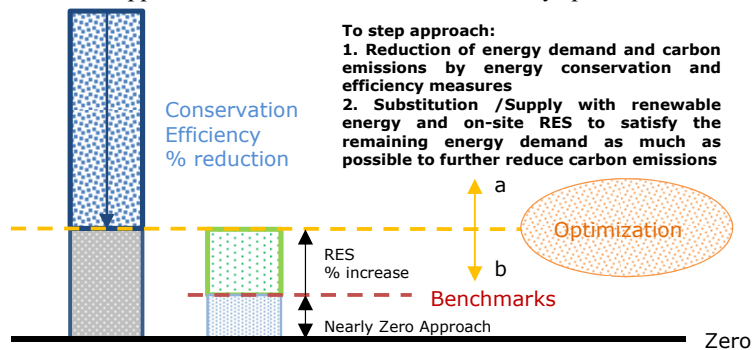 To step approach:
1. Reduction of energy demand and carbon
emissions by energy conservation and
efficiency measures
2. Substitution /Supply with renewable
energy and on-site RES to satisfy the
remaining energy demand as much as
possible to further reduce carbon emissions
Conservation
Efficiency
% reduction
a
Optimization
b
RES
% increase
Benchmarks
Nearly Zero Approach
Zero